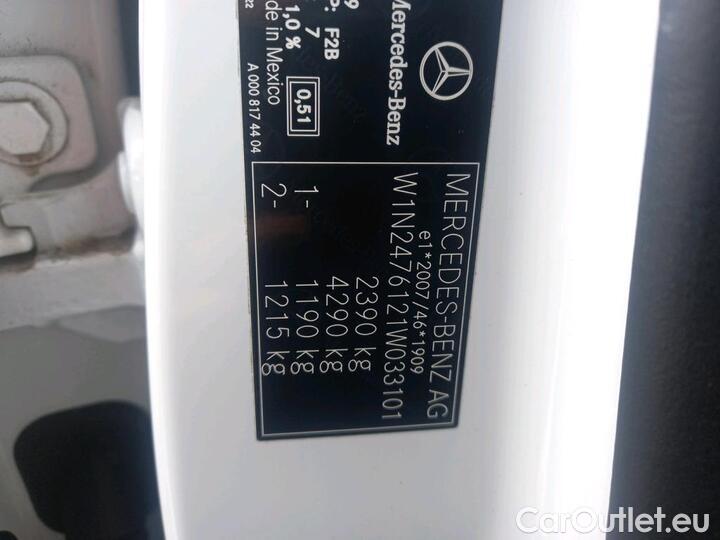 MERCEDES-BENZ AG
e1*2007/46*1909
W1N2476121W033101
2390 kg
4290 kg
1- 1190 kg
2- 1215 kg
Mercedes-Benz
F2B
7
1,0 %
0,51
in Mexico
A 000 817 44 04
CarOutlet.eu